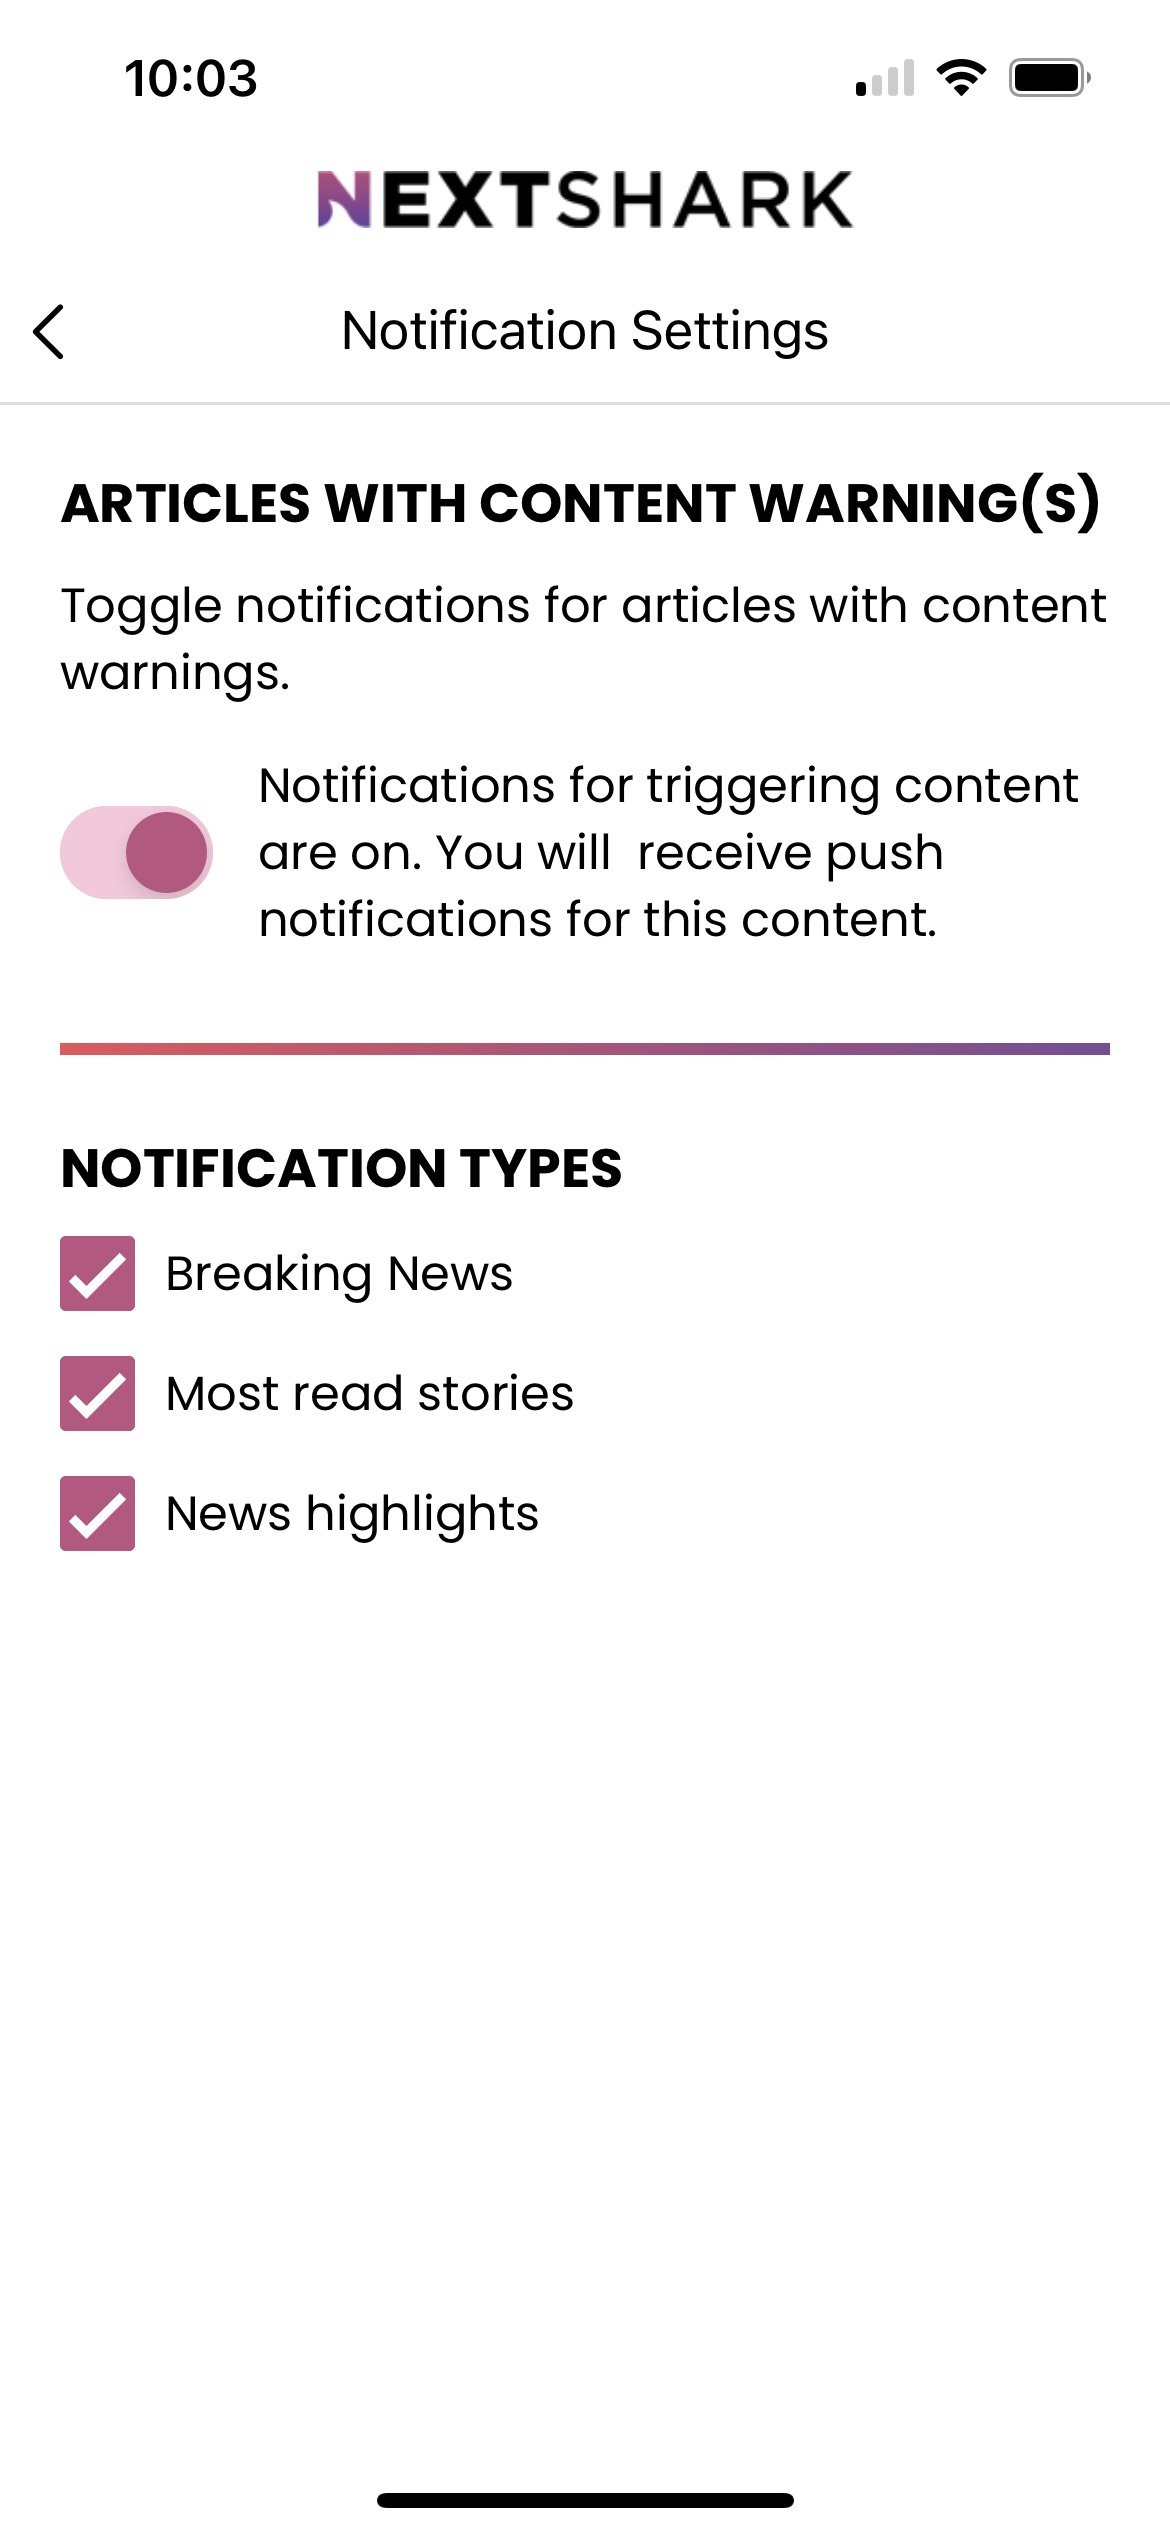 10:03
NEXTSHARK
Notification Settings
ARTICLES WITH CONTENT WARNING(S)
Toggle notifications for articles with content
warnings.
Notifications for triggering content
are on. You will  receive push
notifications for this content.
NOTIFICATION TYPES
Breaking News
Most read stories
News highlights